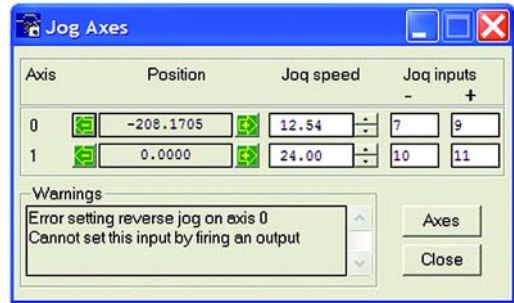 Jog Axes
Axis Position Jog speed Jog inputs
- +
0 -208.1705 12.54 7 9
1 0.0000 24.00 10 11
Warnings
Error setting reverse jog on axis 0
Cannot set this input by firing an output
Axes
Close